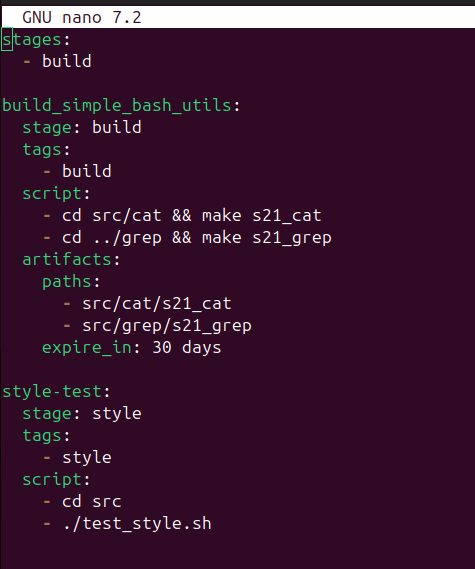 GNU nano 7.2
stages:
  - build

build_simple_bash_utils:
  stage: build
  tags:
    - build
  script:
    - cd src/cat && make s21_cat
    - cd ../grep && make s21_grep
  artifacts:
    paths:
      - src/cat/s21_cat
      - src/grep/s21_grep
    expire_in: 30 days

style-test:
  stage: style
  tags:
    - style
  script:
    - cd src
    - ./test_style.sh